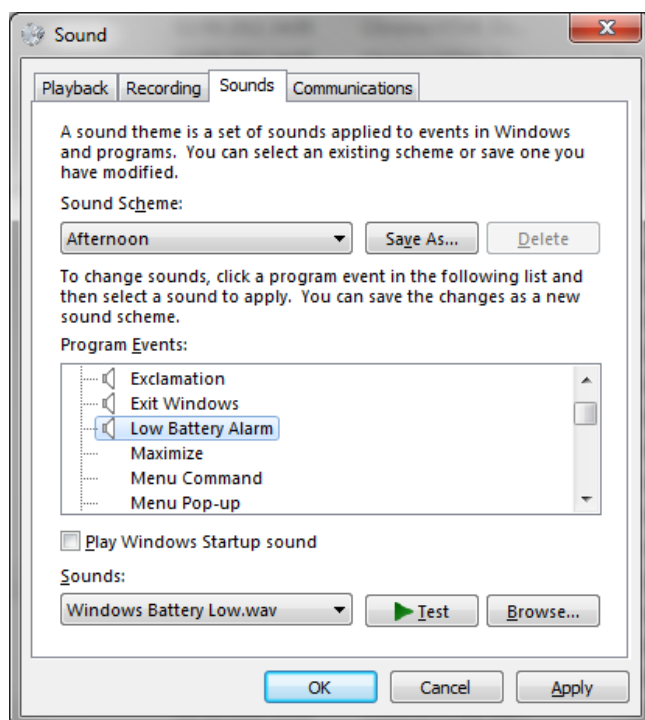 Sound
Playback Recording Sounds Communications
A sound theme is a set of sounds applied to events in Windows
and programs. You can select an existing scheme or save one you
have modified.
Sound Scheme:
Afternoon Save As... Delete
To change sounds, click a program event in the following list and
then select a sound to apply. You can save the changes as a new
sound scheme.
Program Events:
Exclamation
Exit Windows
Low Battery Alarm
Maximize
Menu Command
Menu Pop-up
Play Windows Startup sound
Sounds:
Windows Battery Low.wav Test Browse...
OK Cancel Apply